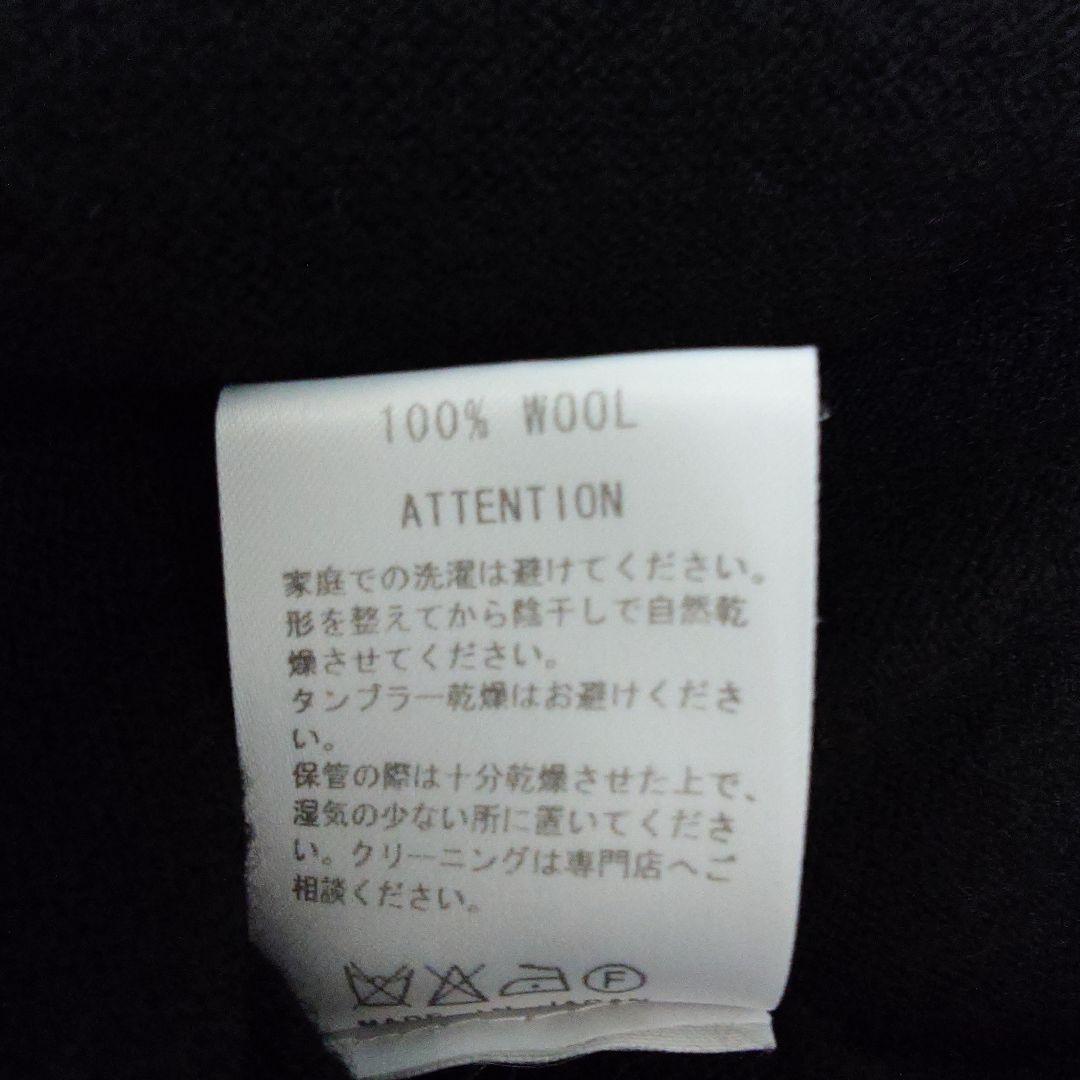 100% WOOL
ATTENTION
家庭での洗濯は避けてください。
形を整えてから陰干しで自然乾
燥させてください。
タンブラー乾燥はお避けくださ
い。
保管の際は十分乾燥させた上で、
湿気の少ない所に置いてくださ
い。クリーニングは専門店へご
相談ください。
F
MADE IN JAPAN